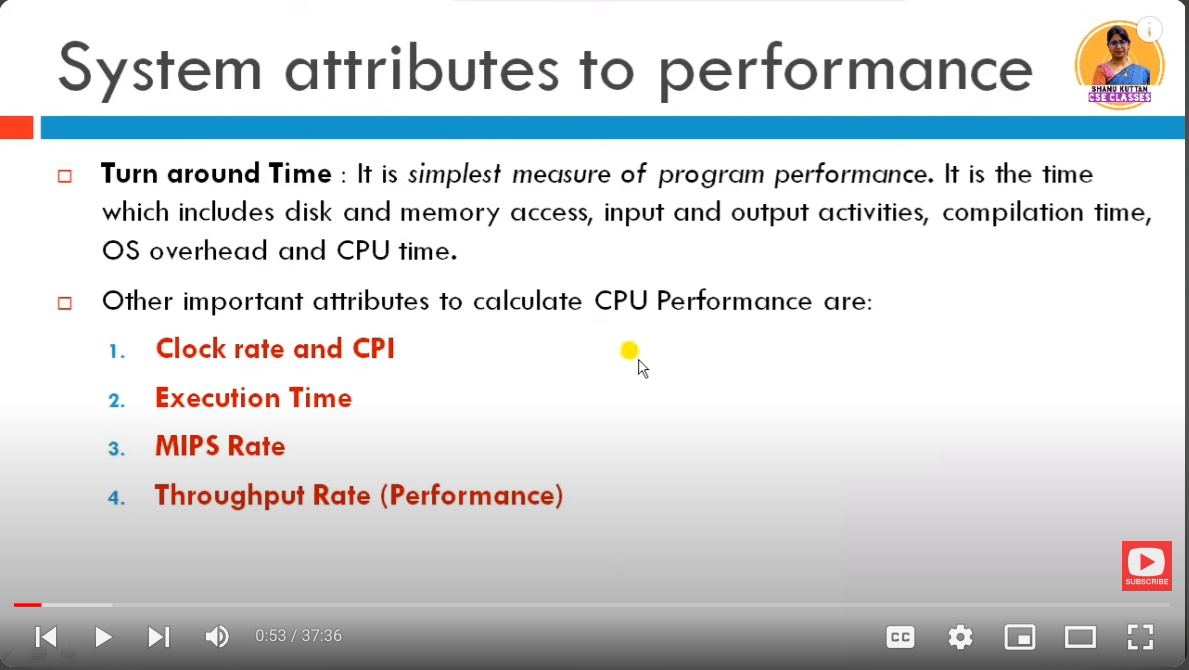 System attributes to performance
SHANU KUTTAN
CSE CLASSES
Turn around Time : It is simplest measure of program performance. It is the time
which includes disk and memory access, input and output activities, compilation time,
OS overhead and CPU time.
Other important attributes to calculate CPU Performance are:
1. Clock rate and CPI
2. Execution Time
3. MIPS Rate
4. Throughput Rate (Performance)
SUBSCRIBE
0:53 / 37:36
CC